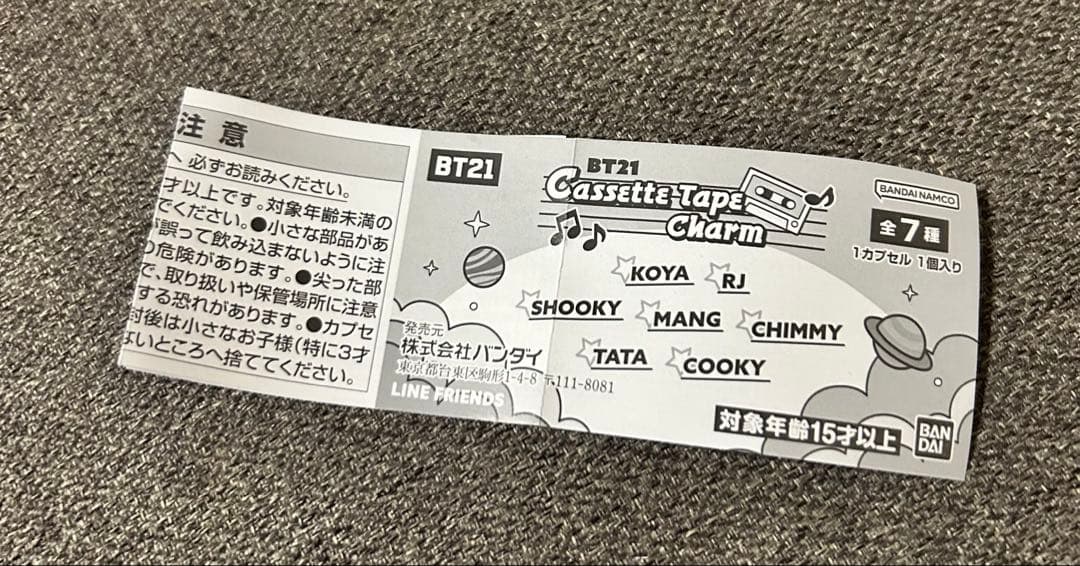 注意
必ずお読みください。
才以上です。対象年齢未満の
でください。●小さな部品があ
誤って飲み込まないように注
の危険があります。●尖った部
で、取り扱いや保管場所に注意
する恐れがあります。●カプセ
封後は小さなお子様(特に3才
いところへ捨ててください。
BT21
発売元
株式会社バンダイ
東京都台東区駒形1-4-8 〒111-8081
LINE FRIENDS
BT21
Cassette Tape
Charm
BANDAI NAMCO
全7種
1カプセル 1個入り
KOYA
RJ
SHOOKY
MANG
CHIMMY
TATA
COOKY
対象年齢15才以上
BAN
DAI